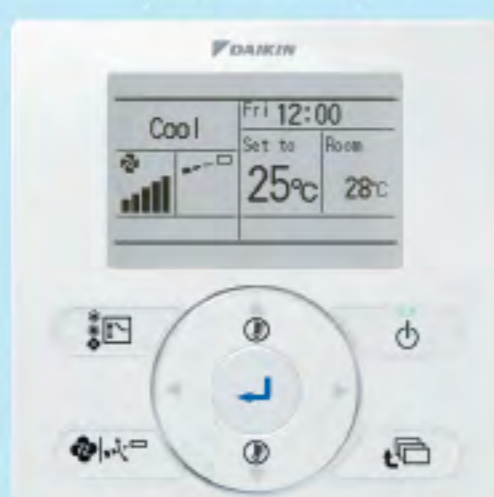 DAIKIN
Cool
Fri 12:00
Set to
Room
25°C
28°C